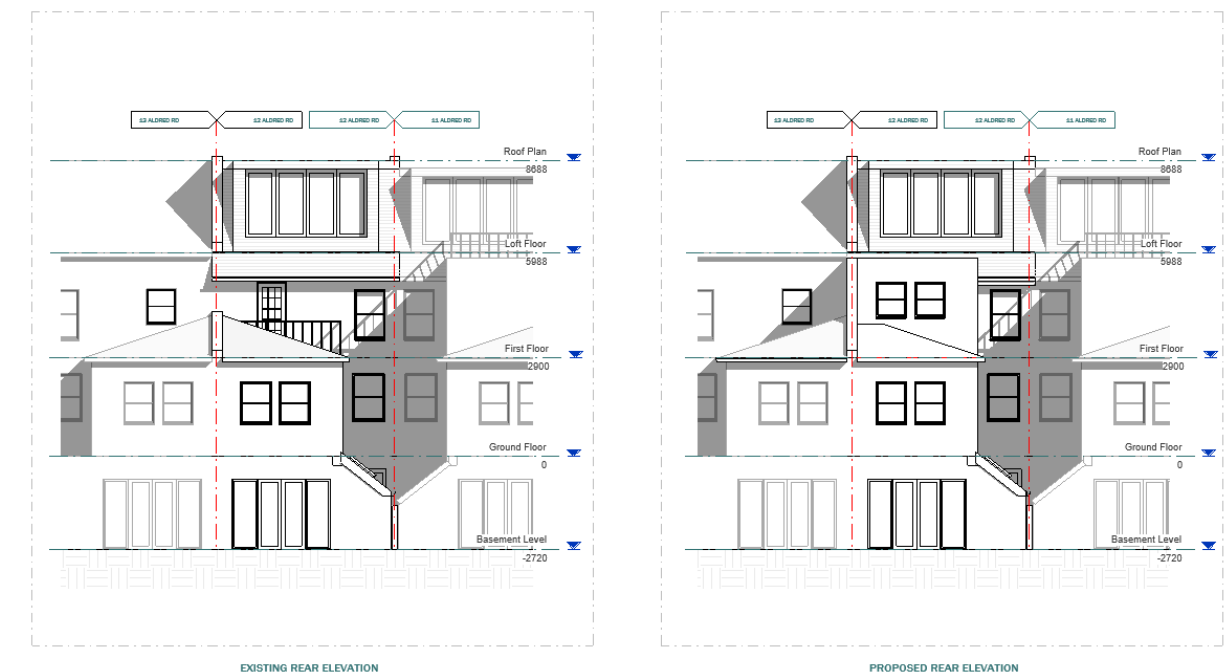 13 ALDRED RD
12 ALDRED RD
12 ALDRED RD
11 ALDRED RD
Roof Plan
8688
Loft Floor
5988
First Floor
2900
Ground Floor
0
Basement Level
-2720
EXISTING REAR ELEVATION
13 ALDRED RD
12 ALDRED RD
12 ALDRED RD
11 ALDRED RD
Roof Plan
8688
Loft Floor
5988
First Floor
2900
Ground Floor
0
Basement Level
-2720
PROPOSED REAR ELEVATION